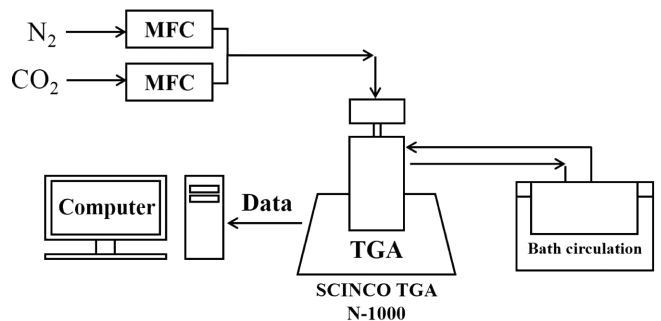 N₂
MFC
CO₂
MFC
Computer
Data
TGA
Bath circulation
SCINCO TGA
N-1000